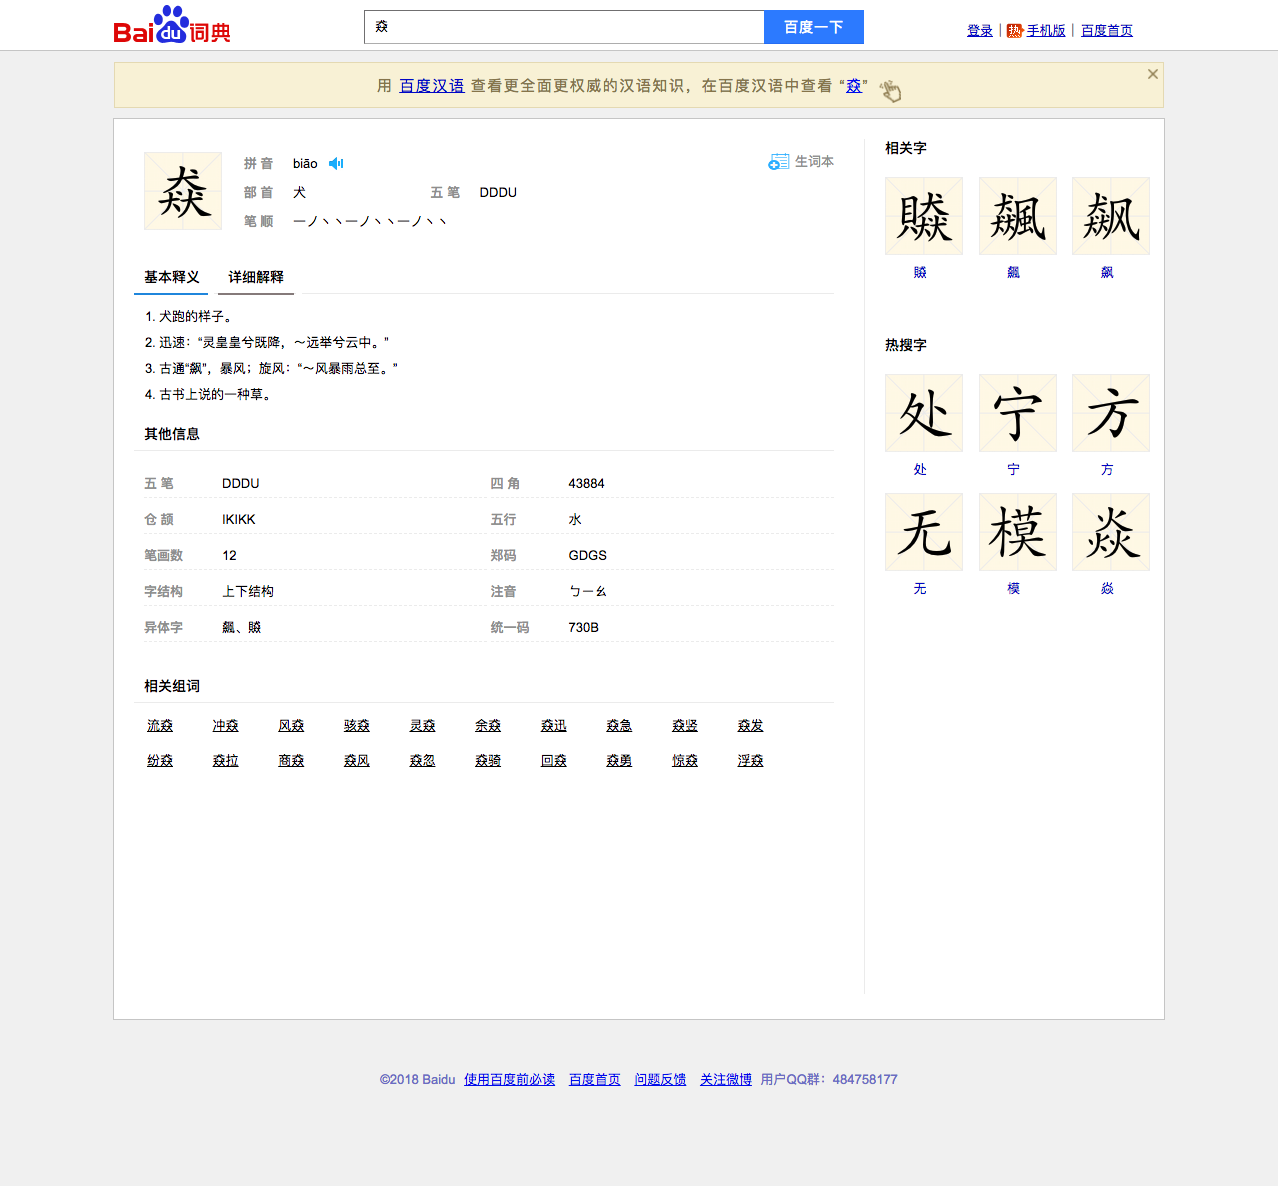 Baidu词典
猋
百度一下
登录 | 热 手机版 | 百度首页
用 百度汉语 查看更全面更权威的汉语知识，在百度汉语中查看 “猋”
猋
拼 音 biāo
生词本
部 首 犬 五 笔 DDDU
笔 顺 一ノ丶丶一ノ丶丶一ノ丶丶
基本释义 详细解释
1. 犬跑的样子。
2. 迅速：“灵皇皇兮既降，～远举兮云中。”
3. 古通“飙”，暴风；旋风：“～风暴雨总至。”
4. 古书上说的一种草。
其他信息
五 笔 DDDU 四 角 43884
仓 颉 IKIKK 五行 水
笔画数 12 郑码 GDGS
字结构 上下结构 注音 ㄅㄧㄠ
异体字 飆、贆 统一码 730B
相关组词
流猋 冲猋 风猋 骇猋 灵猋 余猋 猋迅 猋急 猋竖 猋发
纷猋 猋拉 商猋 猋风 猋忽 猋骑 回猋 猋勇 惊猋 浮猋
相关字
贆 飆 飙
贆 飆 飙
热搜字
处 宁 方
处 宁 方
无 模 焱
无 模 焱
©2018 Baidu 使用百度前必读 百度首页 问题反馈 关注微博 用户QQ群：484758177